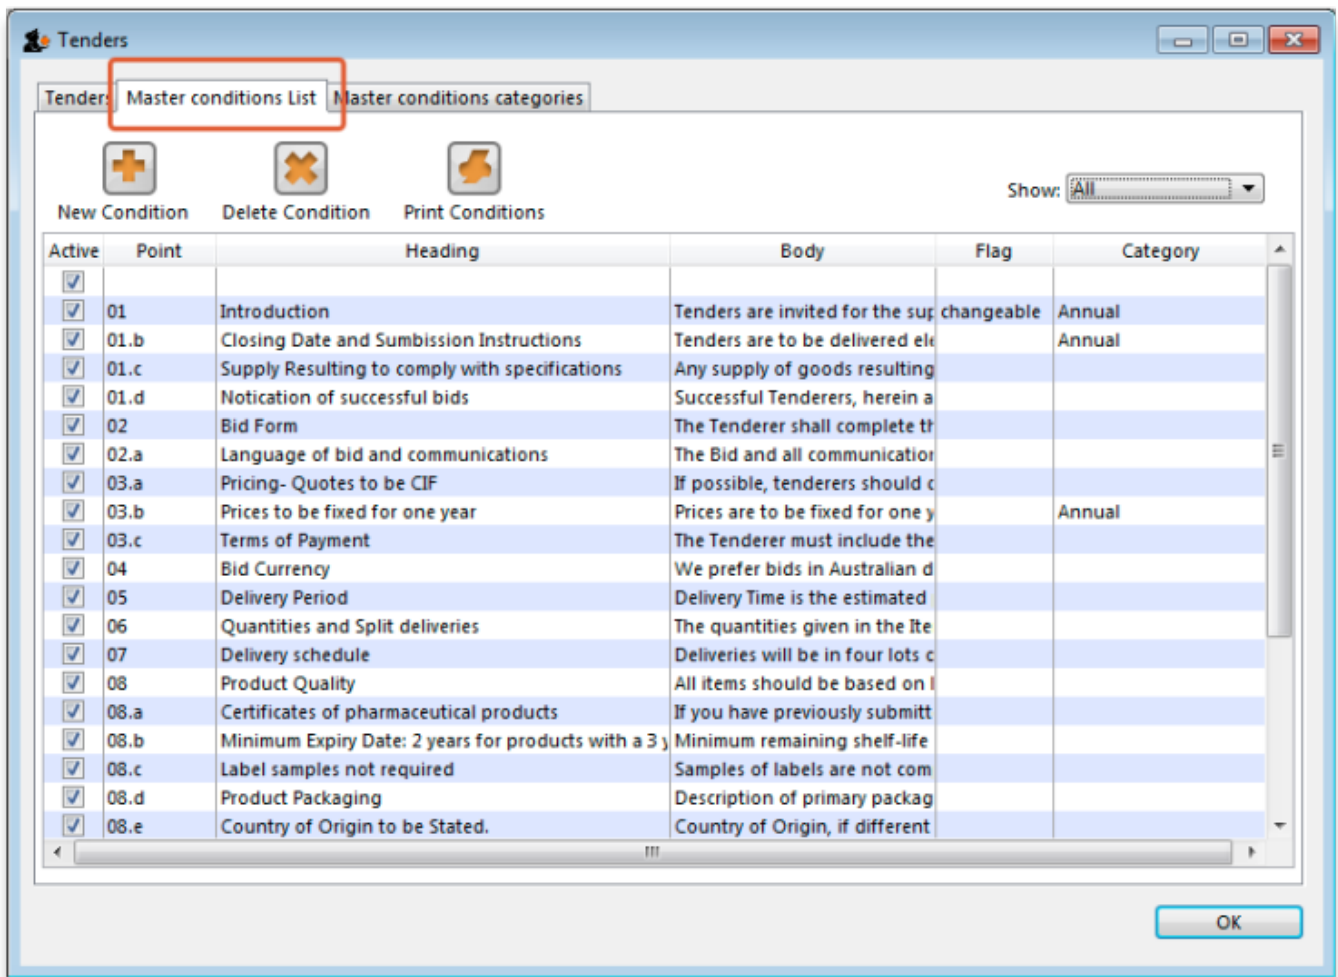 Tenders
Tenders Master conditions List Master conditions categories
Show: All
New Condition Delete Condition Print Conditions
Active Point Heading Body Flag Category
01 Introduction Tenders are invited for the sup changeable Annual
01.b Closing Date and Sumbission Instructions Tenders are to be delivered ele Annual
01.c Supply Resulting to comply with specifications Any supply of goods resulting
01.d Notication of successful bids Successful Tenderers, herein a
02 Bid Form The Tenderer shall complete th
02.a Language of bid and communications The Bid and all communication
03.a Pricing- Quotes to be CIF If possible, tenderers should c
03.b Prices to be fixed for one year Prices are to be fixed for one y Annual
03.c Terms of Payment The Tenderer must include the
04 Bid Currency We prefer bids in Australian d
05 Delivery Period Delivery Time is the estimated
06 Quantities and Split deliveries The quantities given in the Ite
07 Delivery schedule Deliveries will be in four lots c
08 Product Quality All items should be based on
08.a Certificates of pharmaceutical products If you have previously submitt
08.b Minimum Expiry Date: 2 years for products with a 3 y Minimum remaining shelf-life
08.c Label samples not required Samples of labels are not com
08.d Product Packaging Description of primary packag
08.e Country of Origin to be Stated. Country of Origin, if different
OK